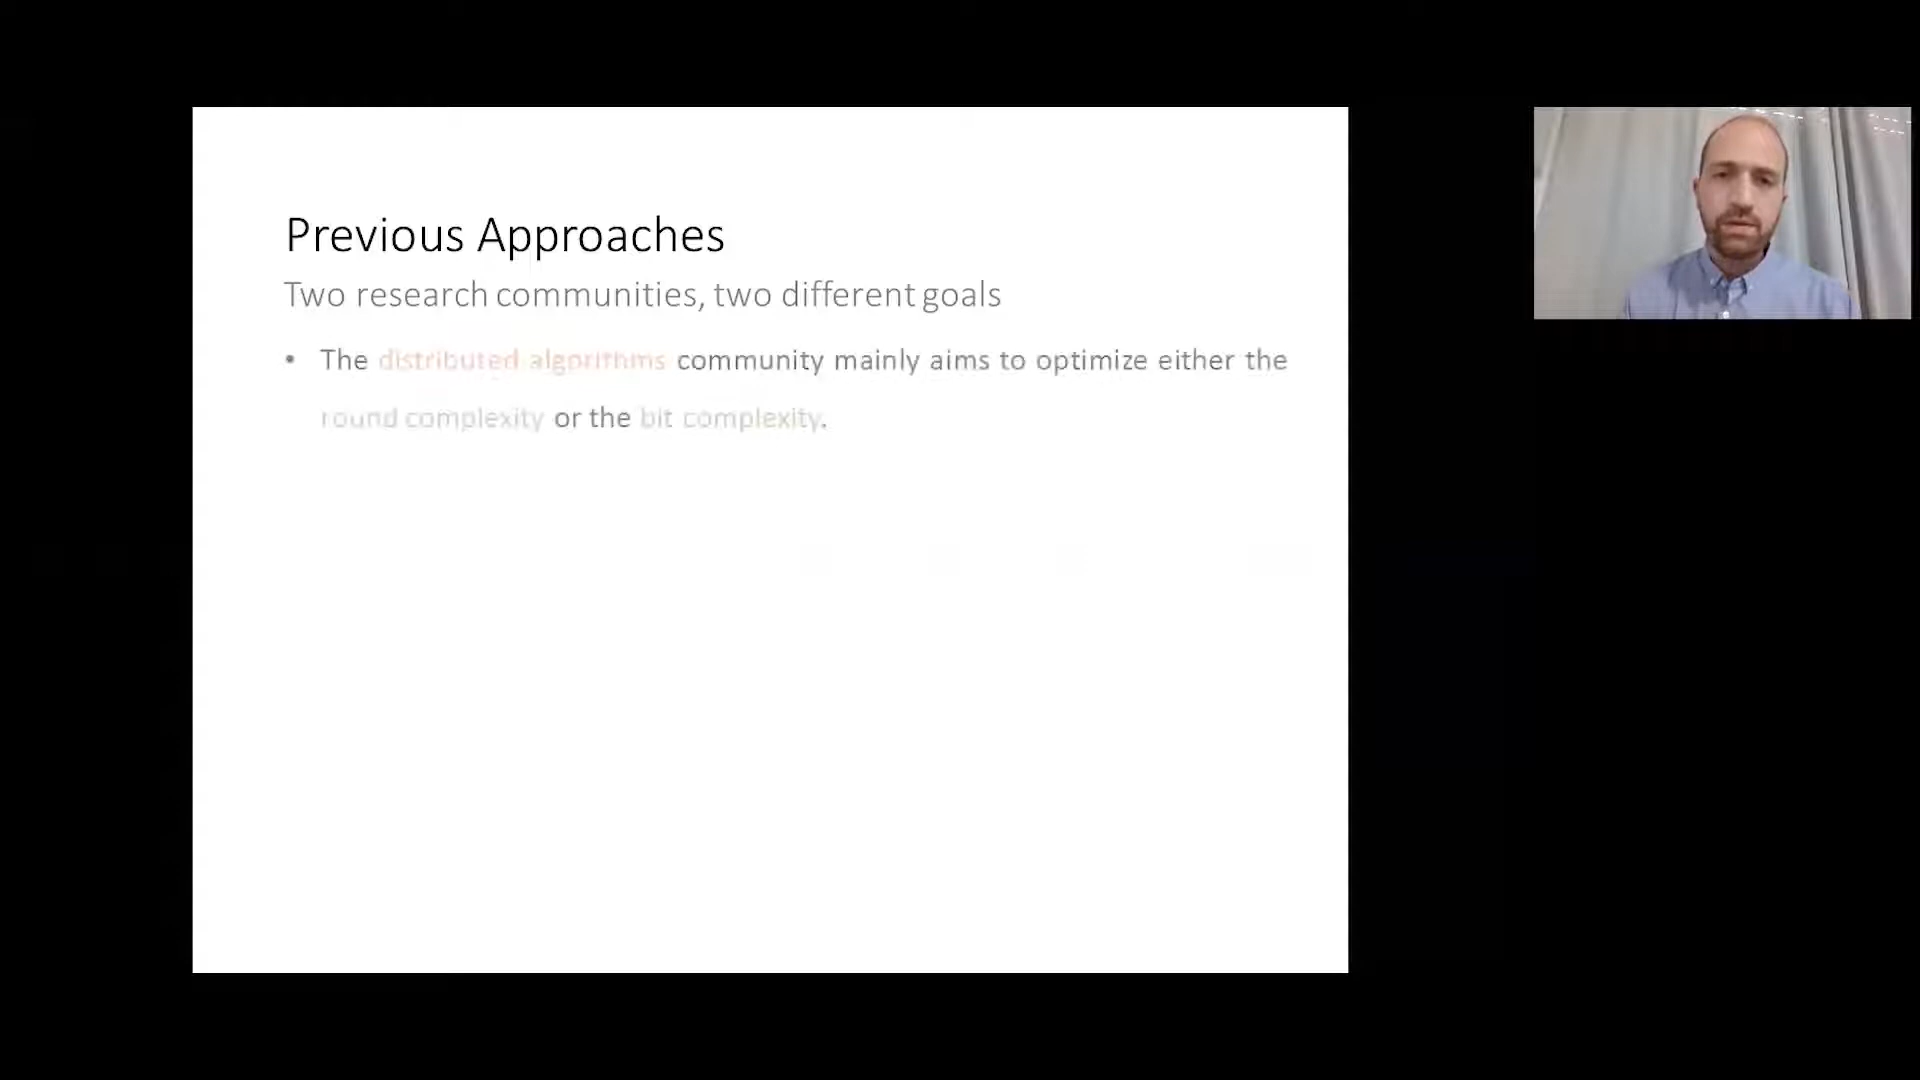 Previous Approaches
Two research communities, two different goals
• The distributed algorithms community mainly aims to optimize either the
round complexity or the bit complexity.